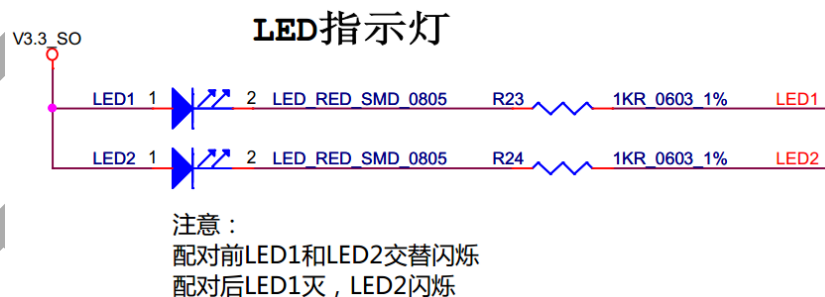 LED指示灯
V3.3_SO
LED1 1 2 LED_RED_SMD_0805 R23 1KR_0603_1% LED1
LED2 1 2 LED_RED_SMD_0805 R24 1KR_0603_1% LED2
注意：
配对前LED1和LED2交替闪烁
配对后LED1灭，LED2闪烁